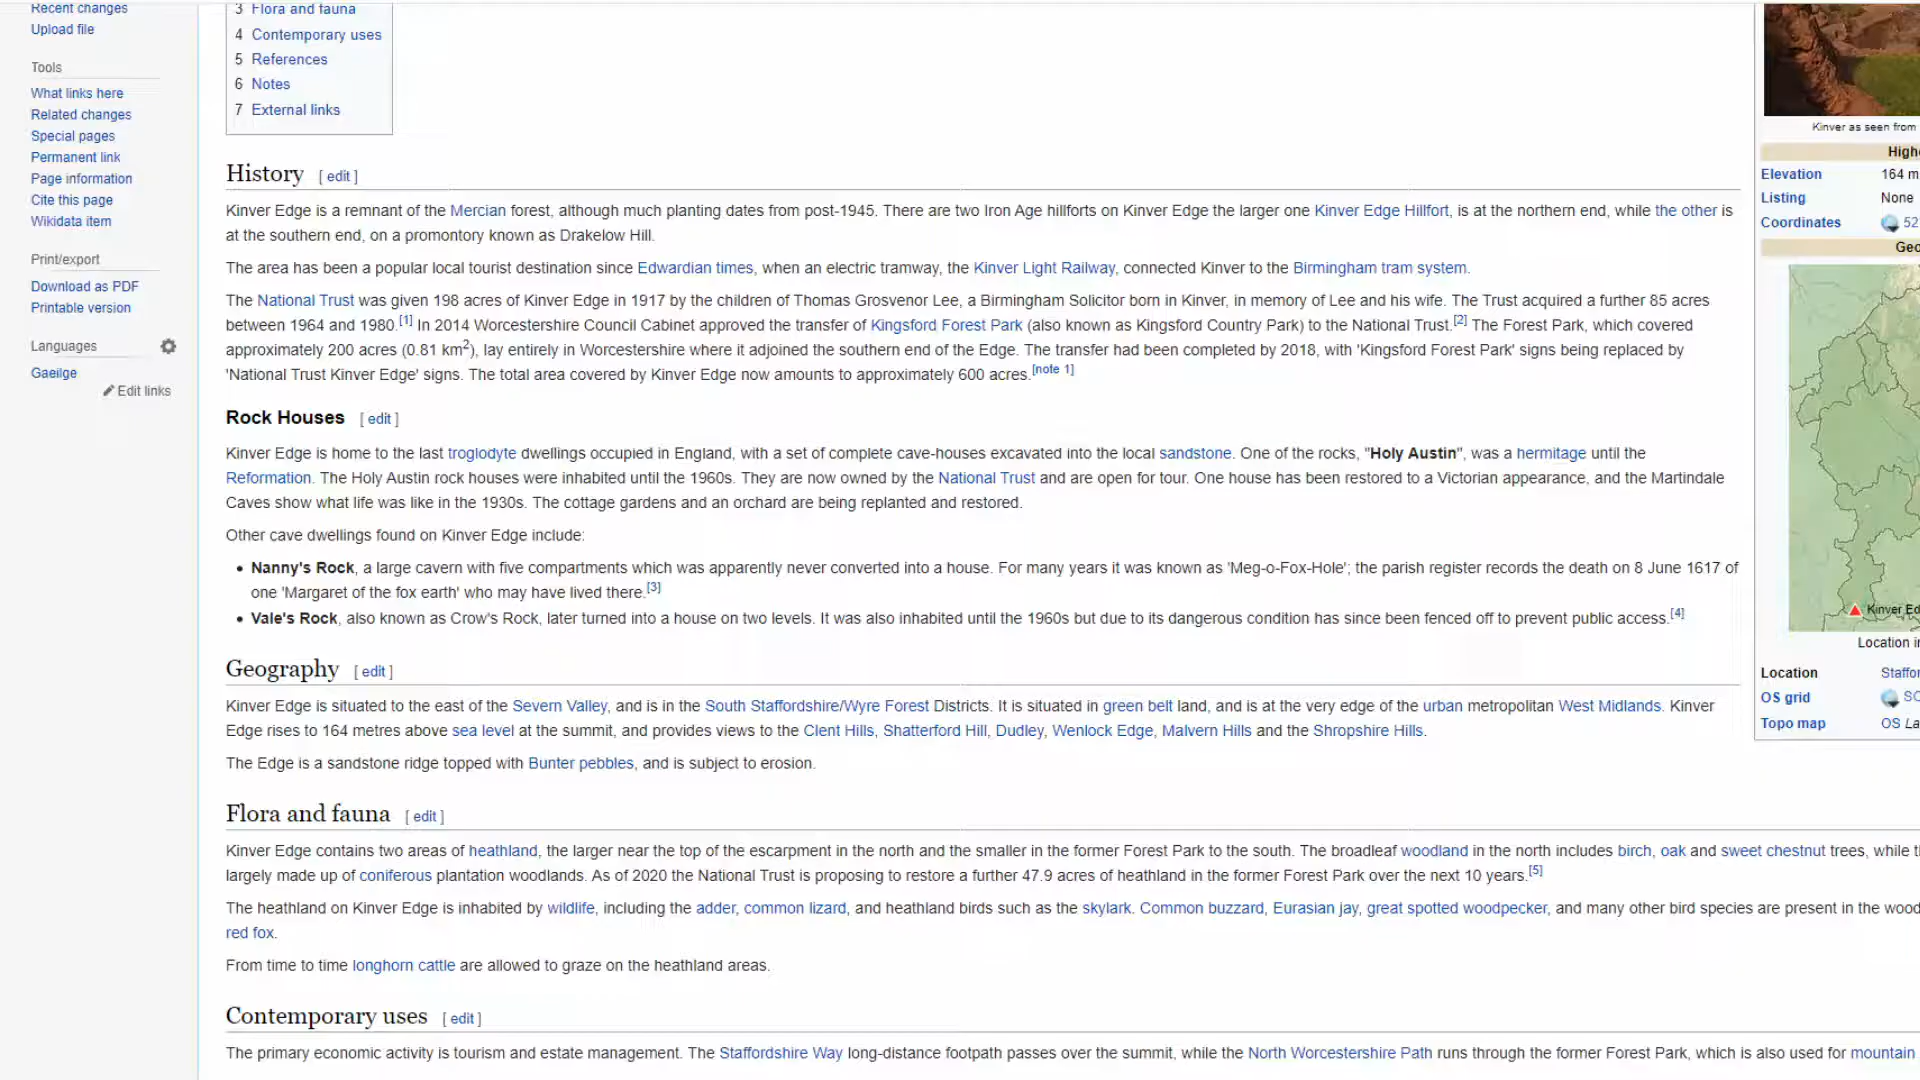 Recent changes
Upload file
Tools
What links here
Related changes
Special pages
Permanent link
Page information
Cite this page
Wikidata item
Print/export
Download as PDF
Printable version
Languages
Gaeilge
Edit links
3 Flora and fauna
4 Contemporary uses
5 References
6 Notes
7 External links
History [ edit ]
Kinver Edge is a remnant of the Mercian forest, although much planting dates from post-1945. There are two Iron Age hillforts on Kinver Edge the larger one Kinver Edge Hillfort, is at the northern end, while the other is
at the southern end, on a promontory known as Drakelow Hill.
The area has been a popular local tourist destination since Edwardian times, when an electric tramway, the Kinver Light Railway, connected Kinver to the Birmingham tram system.
The National Trust was given 198 acres of Kinver Edge in 1917 by the children of Thomas Grosvenor Lee, a Birmingham Solicitor born in Kinver, in memory of Lee and his wife. The Trust acquired a further 85 acres
between 1964 and 1980.[1] In 2014 Worcestershire Council Cabinet approved the transfer of Kingsford Forest Park (also known as Kingsford Country Park) to the National Trust.[2] The Forest Park, which covered
approximately 200 acres (0.81 km2), lay entirely in Worcestershire where it adjoined the southern end of the Edge. The transfer had been completed by 2018, with 'Kingsford Forest Park' signs being replaced by
'National Trust Kinver Edge' signs. The total area covered by Kinver Edge now amounts to approximately 600 acres.[note 1]
Rock Houses [ edit ]
Kinver Edge is home to the last troglodyte dwellings occupied in England, with a set of complete cave-houses excavated into the local sandstone. One of the rocks, "Holy Austin", was a hermitage until the
Reformation. The Holy Austin rock houses were inhabited until the 1960s. They are now owned by the National Trust and are open for tour. One house has been restored to a Victorian appearance, and the Martindale
Caves show what life was like in the 1930s. The cottage gardens and an orchard are being replanted and restored.
Other cave dwellings found on Kinver Edge include:
• Nanny's Rock, a large cavern with five compartments which was apparently never converted into a house. For many years it was known as 'Meg-o-Fox-Hole'; the parish register records the death on 8 June 1617 of
one 'Margaret of the fox earth' who may have lived there.[3]
• Vale's Rock, also known as Crow's Rock, later turned into a house on two levels. It was also inhabited until the 1960s but due to its dangerous condition has since been fenced off to prevent public access.[4]
Geography [ edit ]
Kinver Edge is situated to the east of the Severn Valley, and is in the South Staffordshire/Wyre Forest Districts. It is situated in green belt land, and is at the very edge of the urban metropolitan West Midlands. Kinver
Edge rises to 164 metres above sea level at the summit, and provides views to the Clent Hills, Shatterford Hill, Dudley, Wenlock Edge, Malvern Hills and the Shropshire Hills.
The Edge is a sandstone ridge topped with Bunter pebbles, and is subject to erosion.
Flora and fauna [ edit ]
Kinver Edge contains two areas of heathland, the larger near the top of the escarpment in the north and the smaller in the former Forest Park to the south. The broadleaf woodland in the north includes birch, oak and sweet chestnut trees, while
largely made up of coniferous plantation woodlands. As of 2020 the National Trust is proposing to restore a further 47.9 acres of heathland in the former Forest Park over the next 10 years.[5]
The heathland on Kinver Edge is inhabited by wildlife, including the adder, common lizard, and heathland birds such as the skylark. Common buzzard, Eurasian jay, great spotted woodpecker, and many other bird species are present in the wood
red fox.
From time to time longhorn cattle are allowed to graze on the heathland areas.
Contemporary uses [ edit ]
The primary economic activity is tourism and estate management. The Staffordshire Way long-distance footpath passes over the summit, while the North Worcestershire Path runs through the former Forest Park, which is also used for mountain
Kinver as seen from
High
Elevation 164 m
Listing None
Coordinates 52
Geo
Kinver Ed
Location in
Location Staffor
OS grid SO
Topo map OS La